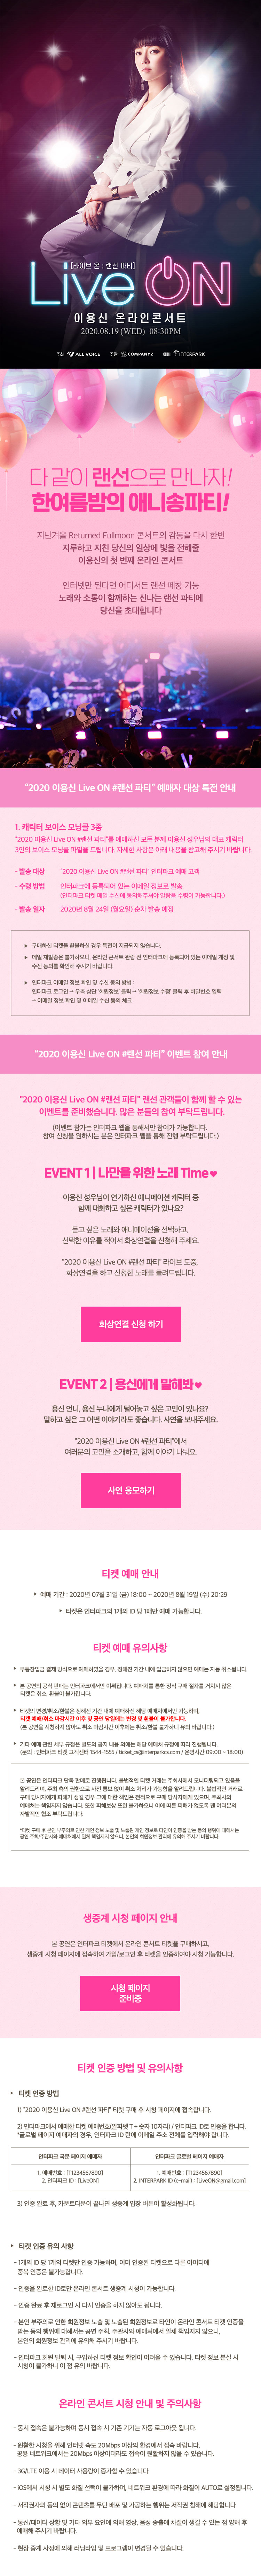 [라이브 온 : 랜선 파티]
Live ON
이용신 온라인콘서트
2020.08.19(WED) 08:30PM
주최 ALL VOICE 주관 COMPANYZ INTERPARK
다 같이 랜선으로 만나자!
한여름밤의 애니송파티!
지난겨울 Returned Fullmoon 콘서트의 감동을 다시 한번
지루하고 지친 당신의 일상에 빛을 전해줄
이용신의 첫 번째 온라인 콘서트
인터넷만 된다면 어디서든 랜선 떼창 가능
노래와 소통이 함께하는 신나는 랜선 파티에
당신을 초대합니다
"2020 이용신 Live ON #랜선 파티" 예매자 대상 특전 안내
1. 캐릭터 보이스 모닝콜 3종
"2020 이용신 Live ON #랜선 파티"를 예매하신 모든 분께 이용신 성우님의 대표 캐릭터
3인의 보이스 모닝콜 파일을 드립니다. 자세한 사항은 아래 내용을 참고해 주시기 바랍니다.
- 발송 대상 "2020 이용신 Live ON #랜선 파티" 인터파크 예매 고객
- 수령 방법 인터파크에 등록되어 있는 이메일 정보로 발송
(인터파크 티켓 메일 수신에 동의해주셔야 알람을 수령이 가능합니다.)
- 발송 일자 2020년 8월 24일 (월요일) 순차 발송 예정
▶ 구매하신 티켓을 환불하실 경우 특전이 지급되지 않습니다.
▶ 메일 재발송은 불가하오니, 온라인 콘서트 관람 전 인터파크에 등록되어 있는 이메일 계정 및
수신 동의를 확인해 주시기 바랍니다.
▶ 인터파크 이메일 정보 확인 및 수신 동의 방법 :
인터파크 로그인 → 우측 상단 '회원정보' 클릭 → '회원정보 수정' 클릭 후 비밀번호 입력
→ 이메일 정보 확인 및 이메일 수신 동의 체크
"2020 이용신 Live ON #랜선 파티" 이벤트 참여 안내
"2020 이용신 Live ON #랜선 파티" 랜선 관객들이 함께 할 수 있는
이벤트를 준비했습니다. 많은 분들의 참여 부탁드립니다.
(이벤트 참가는 인터파크 웹을 통해서만 참여가 가능합니다.
참여 신청을 원하시는 분은 인터파크 웹을 통해 진행 부탁드립니다.)
EVENT 1 | 나만을 위한 노래 Time♥
이용신 성우님이 연기하신 애니메이션 캐릭터 중
함께 대화하고 싶은 캐릭터가 있나요?
듣고 싶은 노래와 애니메이션을 선택하고,
선택한 이유를 적어서 화상연결을 신청해 주세요.
"2020 이용신 Live ON #랜선 파티" 라이브 도중,
화상연결을 하고 신청한 노래를 들려드립니다.
화상연결 신청 하기
EVENT 2 | 용신에게 말해봐♥
용신 언니, 용신 누나에게 털어놓고 싶은 고민이 있나요?
말하고 싶은 그 어떤 이야기라도 좋습니다. 사연을 보내주세요.
"2020 이용신 Live ON #랜선 파티"에서
여러분의 고민을 소개하고, 함께 이야기 나눠요.
사연 응모하기
티켓 예매 안내
▶ 예매 기간 : 2020년 07월 31일 (금) 18:00 ~ 2020년 8월 19일 (수) 20:29
▶ 티켓은 인터파크의 1개의 ID 당 1매만 예매 가능합니다.
티켓 예매 유의사항
▶ 무통장입금 결제 방식으로 예매하였을 경우, 정해진 기간 내에 입금하지 않으면 예매는 자동 취소됩니다.
▶ 본 공연의 공식 판매는 인터파크에서만 이뤄집니다. 예매처를 통한 정식 구매 절차를 거치지 않은
티켓은 취소, 환불이 불가합니다.
▶ 티켓의 변경/취소/환불은 정해진 기간 내에 예매하신 해당 예매처에서만 가능하며,
티켓 예매/취소 마감시간 이후 및 공연 당일에는 변경 및 환불이 불가합니다.
(본 공연을 시청하지 않아도 취소 마감시간 이후에는 취소/환불 불가하니 유의 바랍니다.)
▶ 기타 예매 관련 세부 규정은 별도의 공지 내용 외에는 해당 예매처 규정에 따라 진행됩니다.
(문의 : 인터파크 티켓 고객센터 1544-1555 / ticket_cs@interparkcs.com / 운영시간 09:00 ~ 18:00)
본 공연은 인터파크 단독 판매로 진행됩니다. 불법적인 티켓 거래는 주최사에서 모니터링되고 있음을
알려드리며, 주최 측의 권한으로 사전 통보 없이 취소 처리가 가능함을 알려드립니다. 불법적인 거래로
구매 당사자에게 피해가 생길 경우 그에 대한 책임은 전적으로 구매 당사자에게 있으며, 주최사와
예매처는 책임지지 않습니다. 또한 피해보상 또한 불가하오니 이에 따른 피해가 없도록 팬 여러분의
자발적인 협조 부탁드립니다.
*티켓 구매 후 본인 부주의로 인한 개인 정보 노출 및 노출된 개인 정보로 타인이 인증을 받는 등의 행위에 대해서는
공연 주최/주관사와 예매처에서 일체 책임지지 않으니, 본인의 회원정보 관리에 유의해 주시기 바랍니다.
생중계 시청 페이지 안내
본 공연은 인터파크 티켓에서 온라인 콘서트 티켓을 구매하시고,
생중계 시청 페이지에 접속하여 가입/로그인 후 티켓을 인증하여야 시청 가능합니다.
시청 페이지
준비중
티켓 인증 방법 및 유의사항
▶ 티켓 인증 방법
1) "2020 이용신 Live ON #랜선 파티" 티켓 구매 후 시청 페이지에 접속합니다.
2) 인터파크에서 예매한 티켓 예매번호(알파벳 T + 숫자 10자리) / 인터파크 ID로 인증을 합니다.
*글로벌 페이지 예매자의 경우, 인터파크 ID 란에 이메일 주소 전체를 입력해야 합니다.
인터파크 국문 페이지 예매자 인터파크 글로벌 페이지 예매자
1. 예매번호 : [T1234567890] 1. 예매번호 : [T1234567890]
2. 인터파크 ID : [LiveON] 2. INTERPARK ID (e-mail) : [LiveON@gmail.com]
3) 인증 완료 후, 카운트다운이 끝나면 생중계 입장 버튼이 활성화됩니다.
▶ 티켓 인증 유의 사항
- 1개의 ID 당 1개의 티켓만 인증 가능하며, 이미 인증된 티켓으로 다른 아이디에
중복 인증은 불가능합니다.
- 인증을 완료한 ID로만 온라인 콘서트 생중계 시청이 가능합니다.
- 인증 완료 후 재로그인 시 다시 인증을 하지 않아도 됩니다.
- 본인 부주의로 인한 회원정보 노출 및 노출된 회원정보로 타인이 온라인 콘서트 티켓 인증을
받는 등의 행위에 대해서는 공연 주최, 주관사와 예매처에서 일체 책임지지 않으니,
본인의 회원정보 관리에 유의해 주시기 바랍니다.
- 인터파크 회원 탈퇴 시, 구입하신 티켓 정보 확인이 어려울 수 있습니다. 티켓 정보 분실 시
시청이 불가하니 이 점 유의 바랍니다.
온라인 콘서트 시청 안내 및 주의사항
- 동시 접속은 불가능하며 동시 접속 시 기존 기기는 자동 로그아웃 됩니다.
- 원활한 시청을 위해 인터넷 속도 20Mbps 이상의 환경에서 접속 바랍니다.
공용 네트워크에서는 20Mbps 이상이더라도 접속이 원활하지 않을 수 있습니다.
- 3G/LTE 이용 시 데이터 사용량이 증가할 수 있습니다.
- iOS에서 시청 시 별도 화질 선택이 불가하며, 네트워크 환경에 따라 화질이 AUTO로 설정됩니다.
- 저작권자의 동의 없이 콘텐츠를 무단 배포 및 가공하는 행위는 저작권 침해에 해당합니다
- 통신/데이터 상황 및 기타 외부 요인에 의해 영상, 음성 송출에 차질이 생길 수 있는 점 양해 후
예매해 주시기 바랍니다.
- 현장 중계 사정에 의해 러닝타임 및 프로그램이 변경될 수 있습니다.